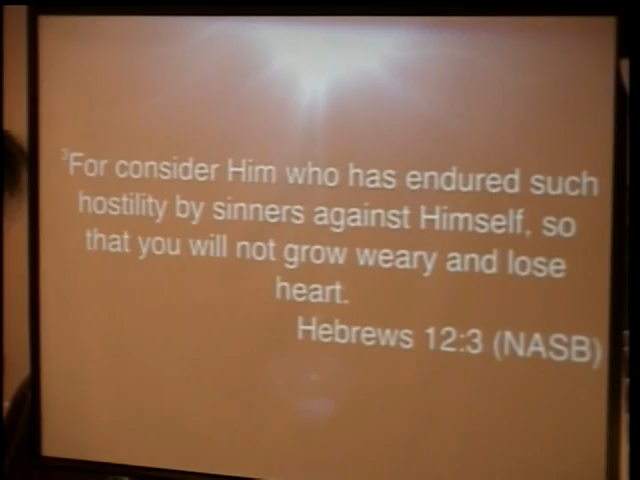 ³For consider Him who has endured such
hostility by sinners against Himself, so
that you will not grow weary and lose
heart.
Hebrews 12:3 (NASB)